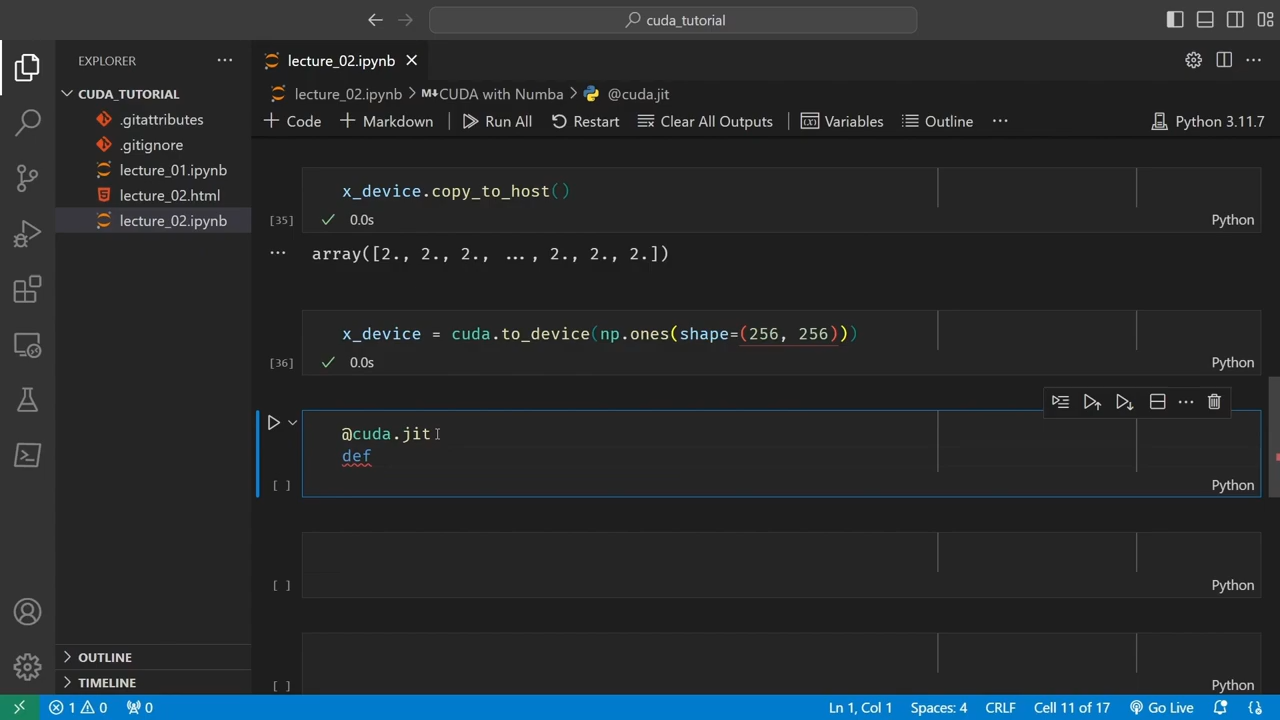 cuda_tutorial
EXPLORER
lecture_02.ipynb
CUDA_TUTORIAL
lecture_02.ipynb > M↓CUDA with Numba > @cuda.jit
.gitattributes
Code Markdown Run All Restart Clear All Outputs Variables Outline Python 3.11.7
.gitignore
lecture_01.ipynb
lecture_02.html
lecture_02.ipynb
x_device.copy_to_host()
[35] 0.0s Python
array([2., 2., 2., ..., 2., 2., 2.])
x_device = cuda.to_device(np.ones(shape=(256, 256)))
[36] 0.0s Python
@cuda.jit
def
[ ] Python
[ ] Python
OUTLINE
TIMELINE
[ ] Python
1 0 0 Ln 1, Col 1 Spaces: 4 CRLF Cell 11 of 17 Go Live